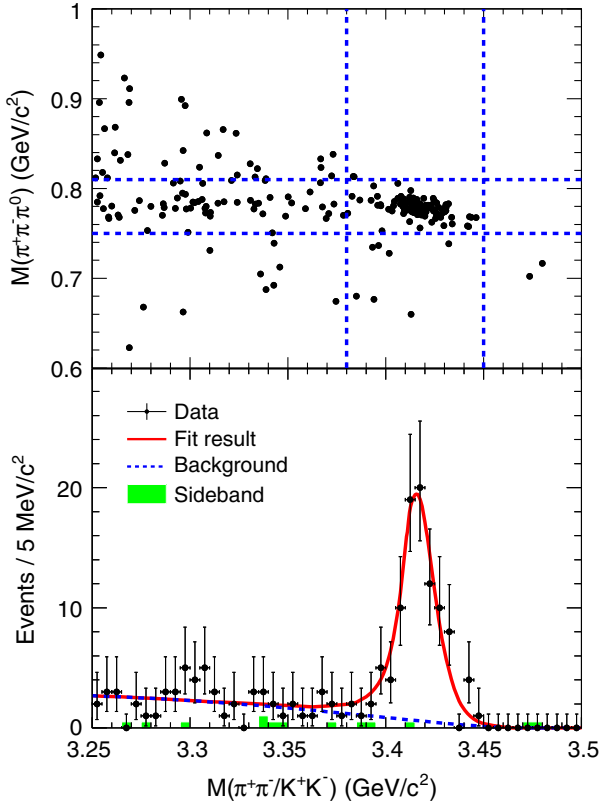 1
0.9
0.8
0.7
0.6
M(π⁺π⁻π⁰) (GeV/c²)
Data
Fit result
Background
Sideband
20
10
0
Events / 5 MeV/c²
3.25 3.3 3.35 3.4 3.45 3.5
M(π⁺π⁻/K⁺K⁻) (GeV/c²)